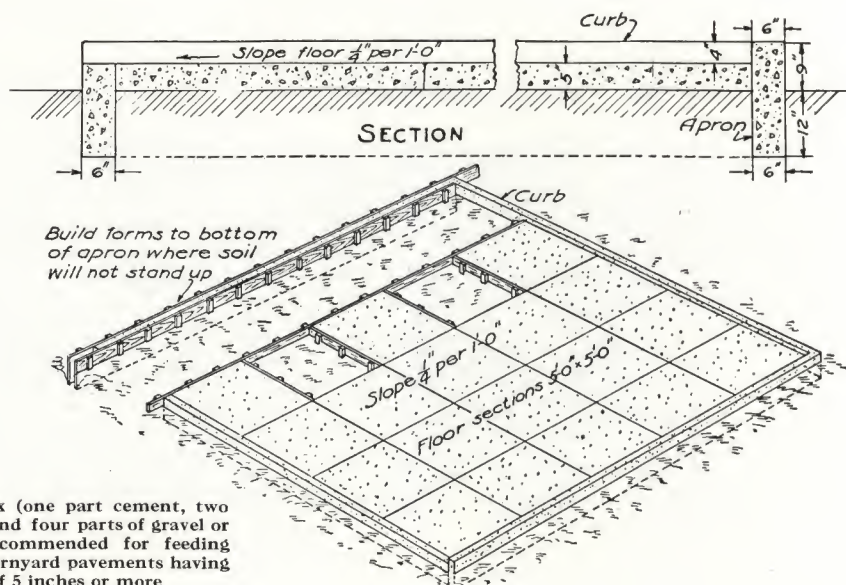 Curb
6"
Slope floor ¼" per 1'-0"
4"
9"
5"
12"
SECTION
Apron
6"
6"
Curb
Build forms to bottom
of apron where soil
will not stand up
Slope ¼" per 1'-0"
Floor sections 5'-0" x 5'-0"
x (one part cement, two
nd four parts of gravel or
commended for feeding
rnyard pavements having
f 5 inches or more